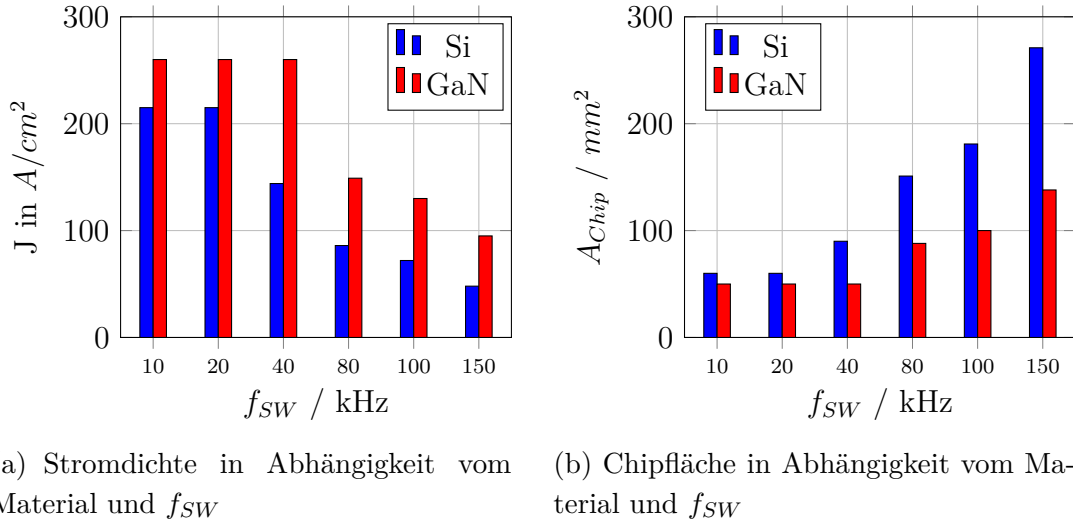 300
200
100
0
J in A/cm²
Si
GaN
10 20 40 80 100 150
f_SW / kHz
a) Stromdichte in Abhängigkeit vom
Material und f_SW
300
200
100
0
A_Chip / mm²
Si
GaN
10 20 40 80 100 150
f_SW / kHz
(b) Chipfläche in Abhängigkeit vom Ma-
terial und f_SW